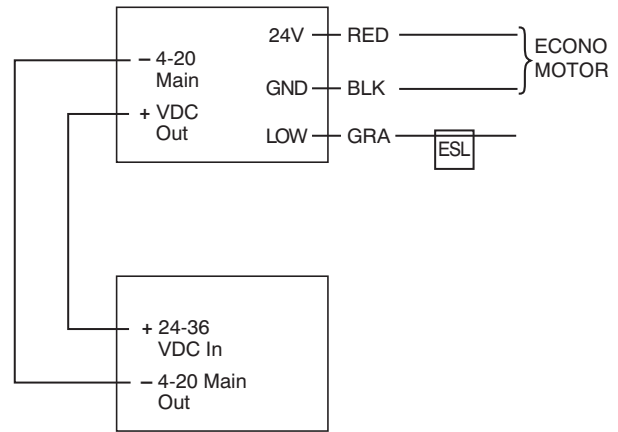 24V RED
ECONO
MOTOR
– 4-20
Main
GND BLK
+ VDC
Out
LOW GRA
ESL
+ 24-36
VDC In
– 4-20 Main
Out